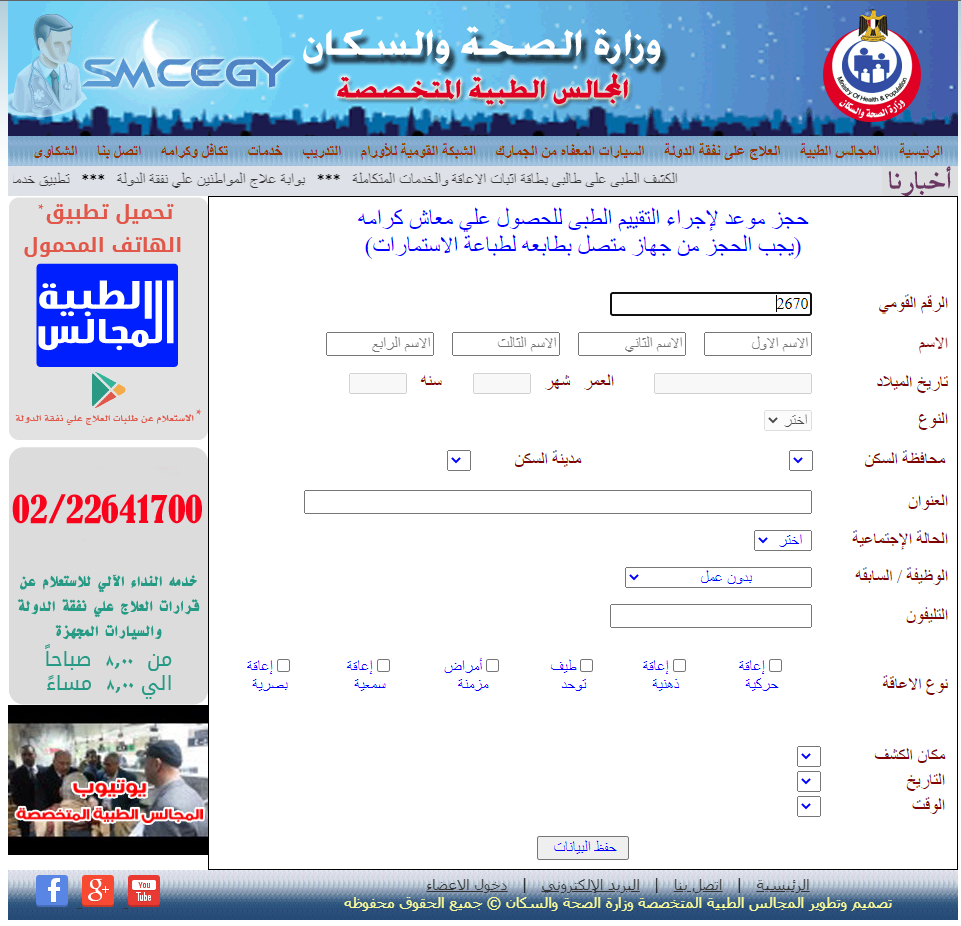 SMCEGY
وزارة الصحة والسكان
المجالس الطبية المتخصصة
Ministry Of Health & Population
وزارة الصحة والسكان
الرئيسية المجالس الطبية العلاج على نفقة الدولة السيارات المعفاه من الجمارك الشبكة القومية للأورام التدريب خدمات تكافل وكرامه اتصل بنا الشكاوى
أخبارنا
الكشف الطبى على طالبى بطاقة اثبات الاعاقة والخدمات المتكاملة *** بوابة علاج المواطنين علي نفقة الدولة *** تطبيق خدما
حجز موعد لإجراء التقييم الطبى للحصول علي معاش كرامه
(يجب الحجز من جهاز متصل بطابعه لطباعة الاستمارات)
الرقم القومي 2670
الاسم الاسم الاول الاسم الثاني الاسم الثالث الاسم الرابع
تاريخ الميلاد العمر شهر سنه
النوع اختر
محافظة السكن مدينة السكن
العنوان
الحالة الإجتماعية اختر
الوظيفة / السابقه بدون عمل
التليفون
نوع الاعاقة
إعاقة حركية
إعاقة ذهنية
طيف توحد
أمراض مزمنة
إعاقة سمعية
إعاقة بصرية
مكان الكشف
التاريخ
الوقت
حفظ البيانات
تحميل تطبيق*
الهاتف المحمول
الطبية
المجالس
* الاستعلام عن طلبات العلاج علي نفقة الدولة
02/22641700
خدمه النداء الآلي للاستعلام عن
قرارات العلاج علي نفقة الدولة
والسيارات المجهزة
من ٨,٠٠ صباحاً
الي ٨,٠٠ مساءً
يوتيوب
المجالس الطبية المتخصصة
الرئيسية | اتصل بنا | البريد الإلكتروني | دخول الاعضاء
تصميم وتطوير المجالس الطبية المتخصصة وزارة الصحة والسكان © جميع الحقوق محفوظه
f
g+
You
Tube